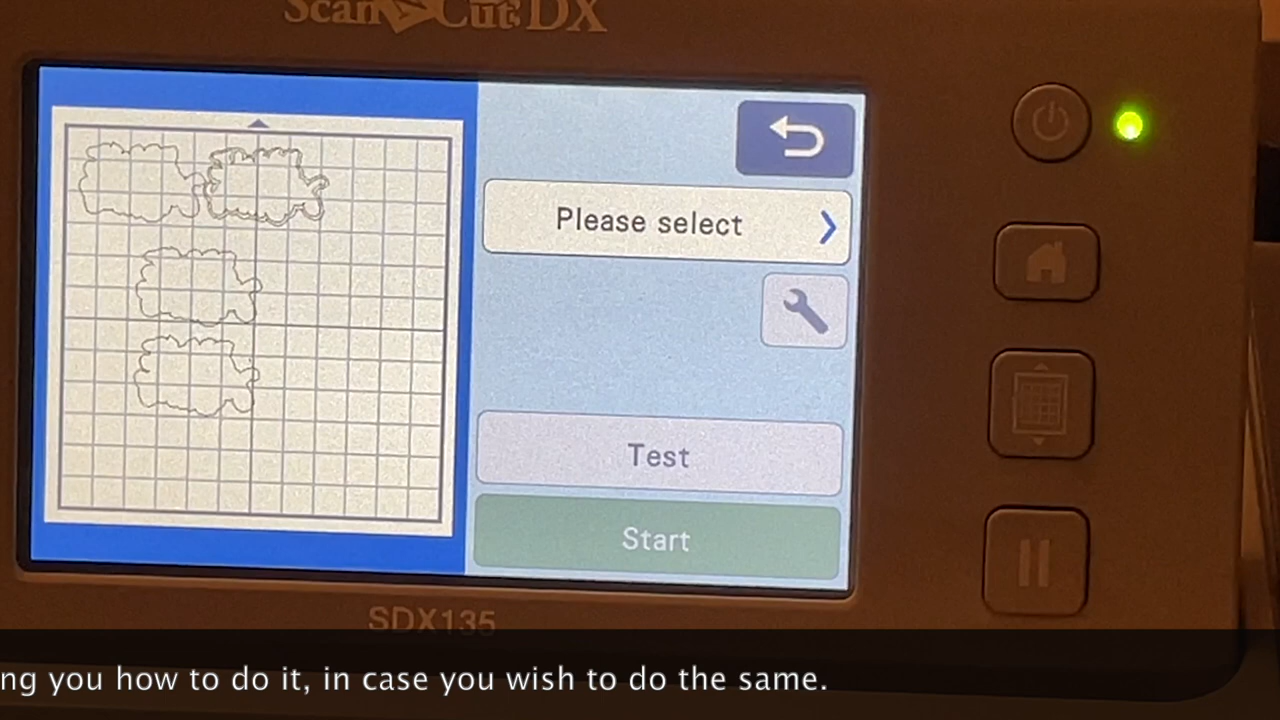 ScanNCut DX
Please select
Test
Start
SDX135
ng you how to do it, in case you wish to do the same.